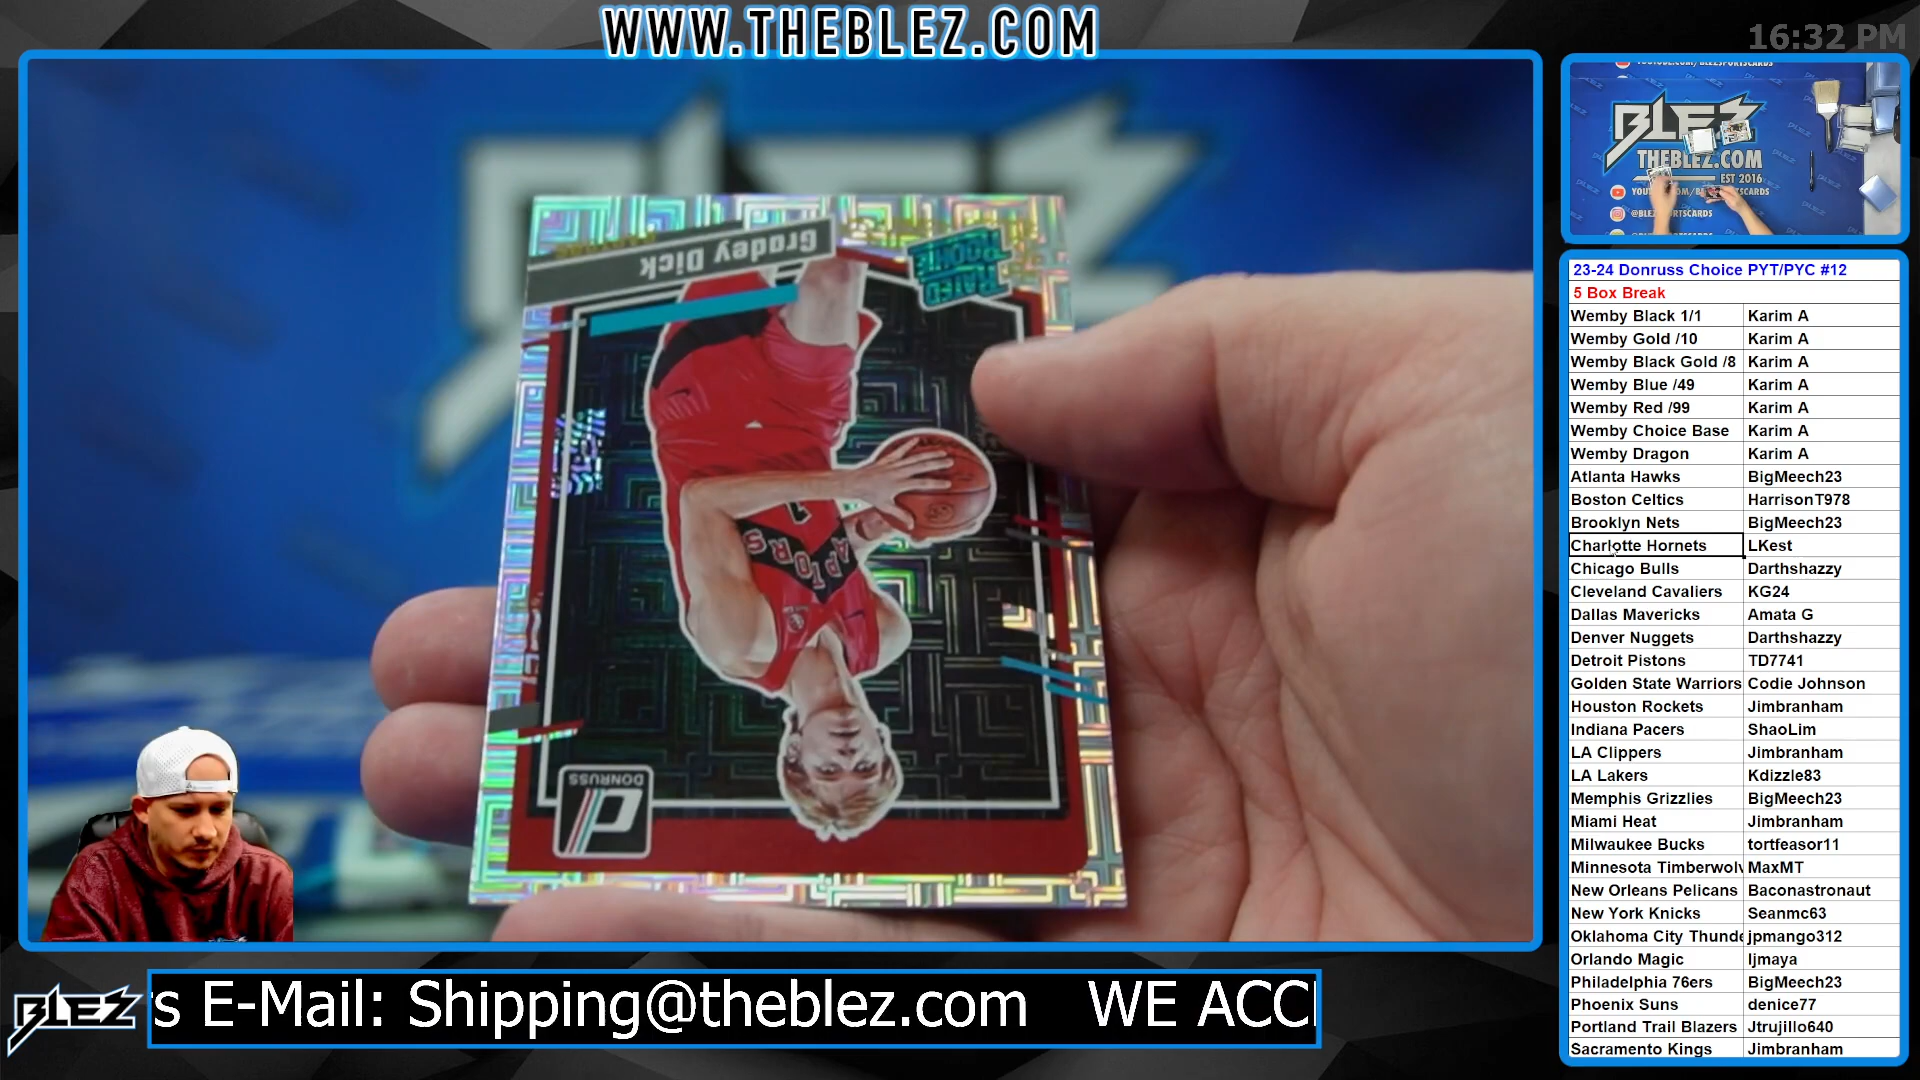 WWW.THEBLEZ.COM
16:32 PM
BLEZ
Gradey Dick
RATED
ROOKIE
RAPTORS
1
DONRUSS
BLEZ
THEBLEZ.COM
EST 2016
23-24 Donruss Choice PYT/PYC #12
5 Box Break
Wemby Black 1/1 Karim A
Wemby Gold /10 Karim A
Wemby Black Gold /8 Karim A
Wemby Blue /49 Karim A
Wemby Red /99 Karim A
Wemby Choice Base Karim A
Wemby Dragon Karim A
Atlanta Hawks BigMeech23
Boston Celtics HarrisonT978
Brooklyn Nets BigMeech23
Charlotte Hornets LKest
Chicago Bulls Darthshazzy
Cleveland Cavaliers KG24
Dallas Mavericks Amata G
Denver Nuggets Darthshazzy
Detroit Pistons TD7741
Golden State Warriors Codie Johnson
Houston Rockets Jimbranham
Indiana Pacers ShaoLim
LA Clippers Jimbranham
LA Lakers Kdizzle83
Memphis Grizzlies BigMeech23
Miami Heat Jimbranham
Milwaukee Bucks tortfeasor11
Minnesota Timberwolv MaxMT
New Orleans Pelicans Baconastronaut
New York Knicks Seanmc63
Oklahoma City Thunde jpmango312
Orlando Magic ljmaya
Philadelphia 76ers BigMeech23
Phoenix Suns denice77
Portland Trail Blazers Jtrujillo640
Sacramento Kings Jimbranham
BLEZ
s E-Mail: Shipping@theblez.com WE ACC